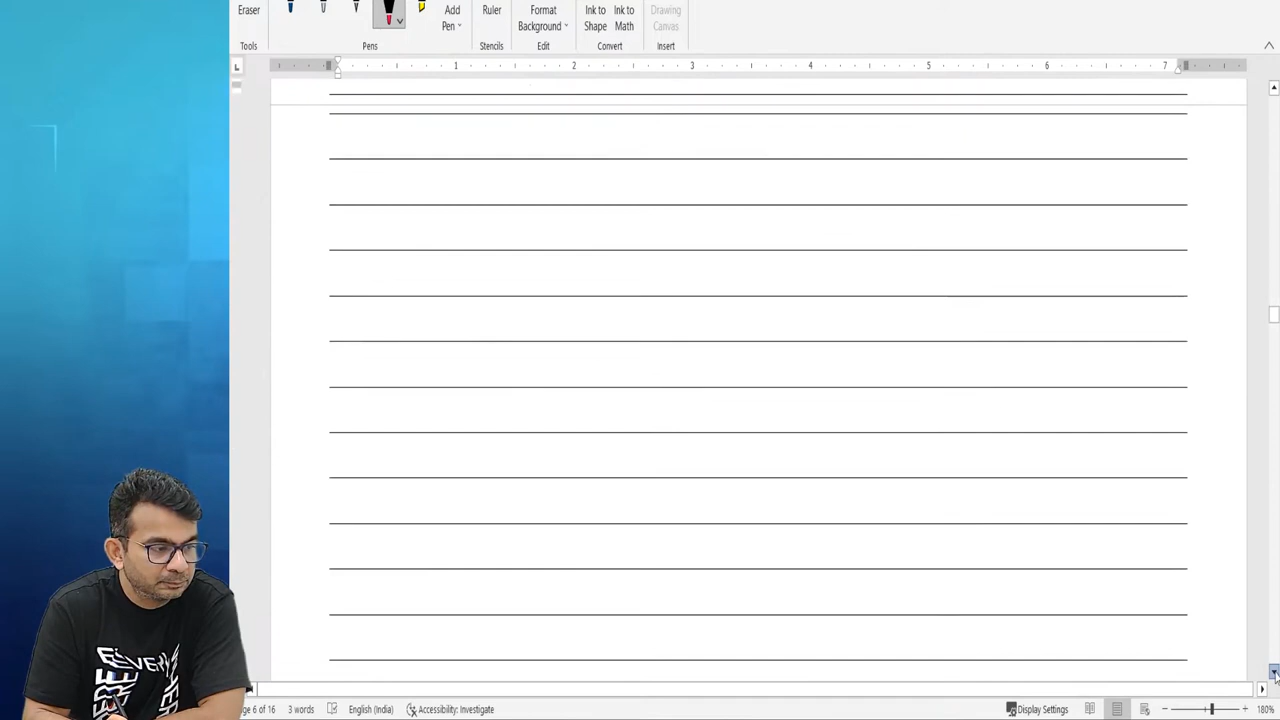 Eraser
Add
Pen
Ruler
Format
Background
Ink to
Shape
Ink to
Math
Drawing
Canvas
Tools
Pens
Stencils
Edit
Convert
Insert
1 2 3 4 5 6 7
Page 6 of 16 3 words English (India) Accessibility: Investigate Display Settings 180%